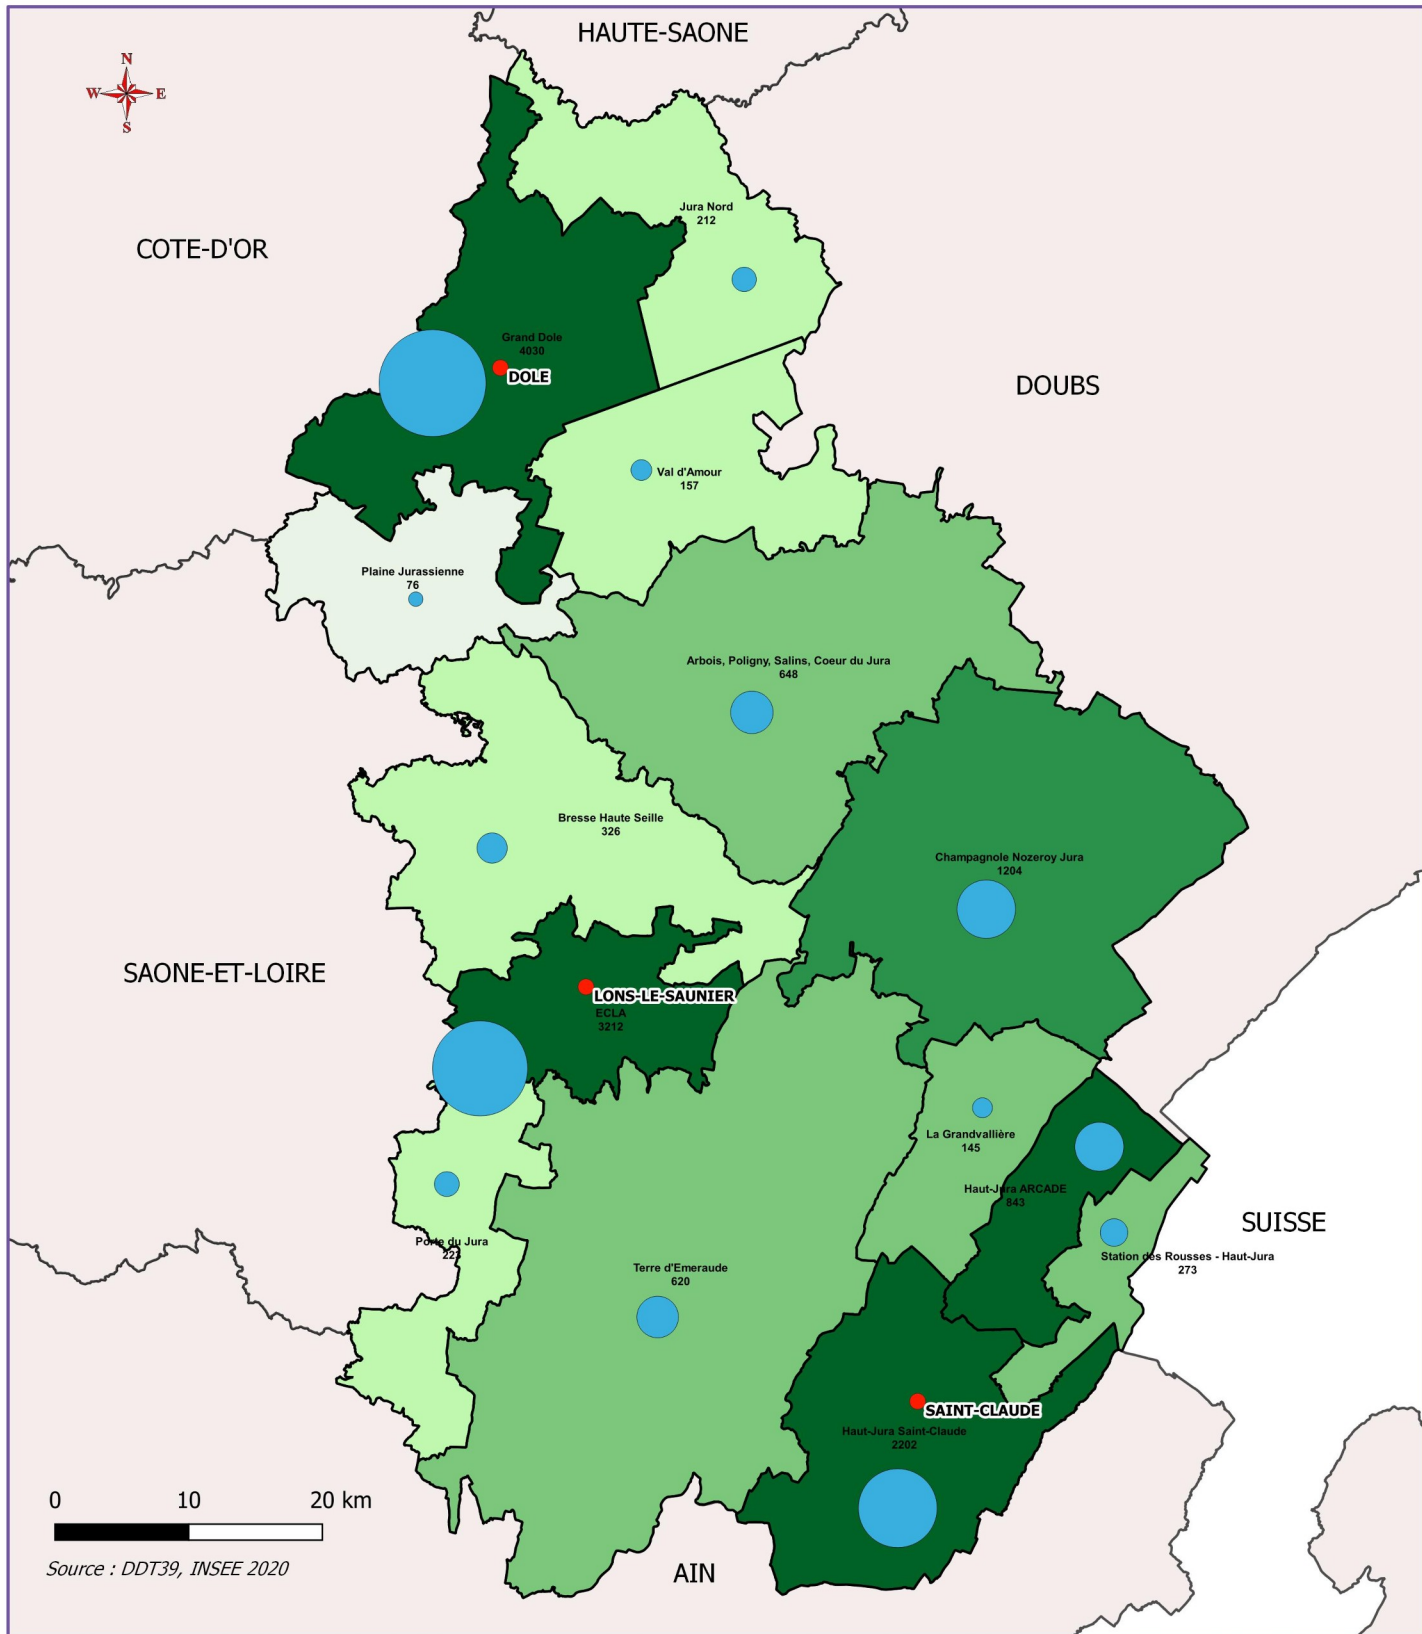 HAUTE-SAONE
N
W
E
S
Jura Nord
212
COTE-D'OR
Grand Dole
4030
DOLE
DOUBS
Val d'Amour
157
Plaine Jurassienne
76
Arbois, Poligny, Salins, Coeur du Jura
648
Bresse Haute Seille
326
Champagnole Nozeroy Jura
1204
SAONE-ET-LOIRE
LONS-LE-SAUNIER
ECLA
3212
La Grandvallière
145
Haut-Jura ARCADE
843
SUISSE
Porte du Jura
223
Station des Rousses - Haut-Jura
273
Terre d'Emeraude
620
SAINT-CLAUDE
Haut-Jura Saint-Claude
2202
0 10 20 km
Source : DDT39, INSEE 2020
AIN